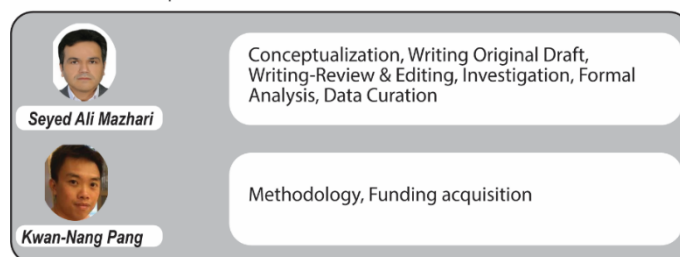 Seyed Ali Mazhari
Conceptualization, Writing Original Draft,
Writing-Review & Editing, Investigation, Formal
Analysis, Data Curation
Kwan-Nang Pang
Methodology, Funding acquisition